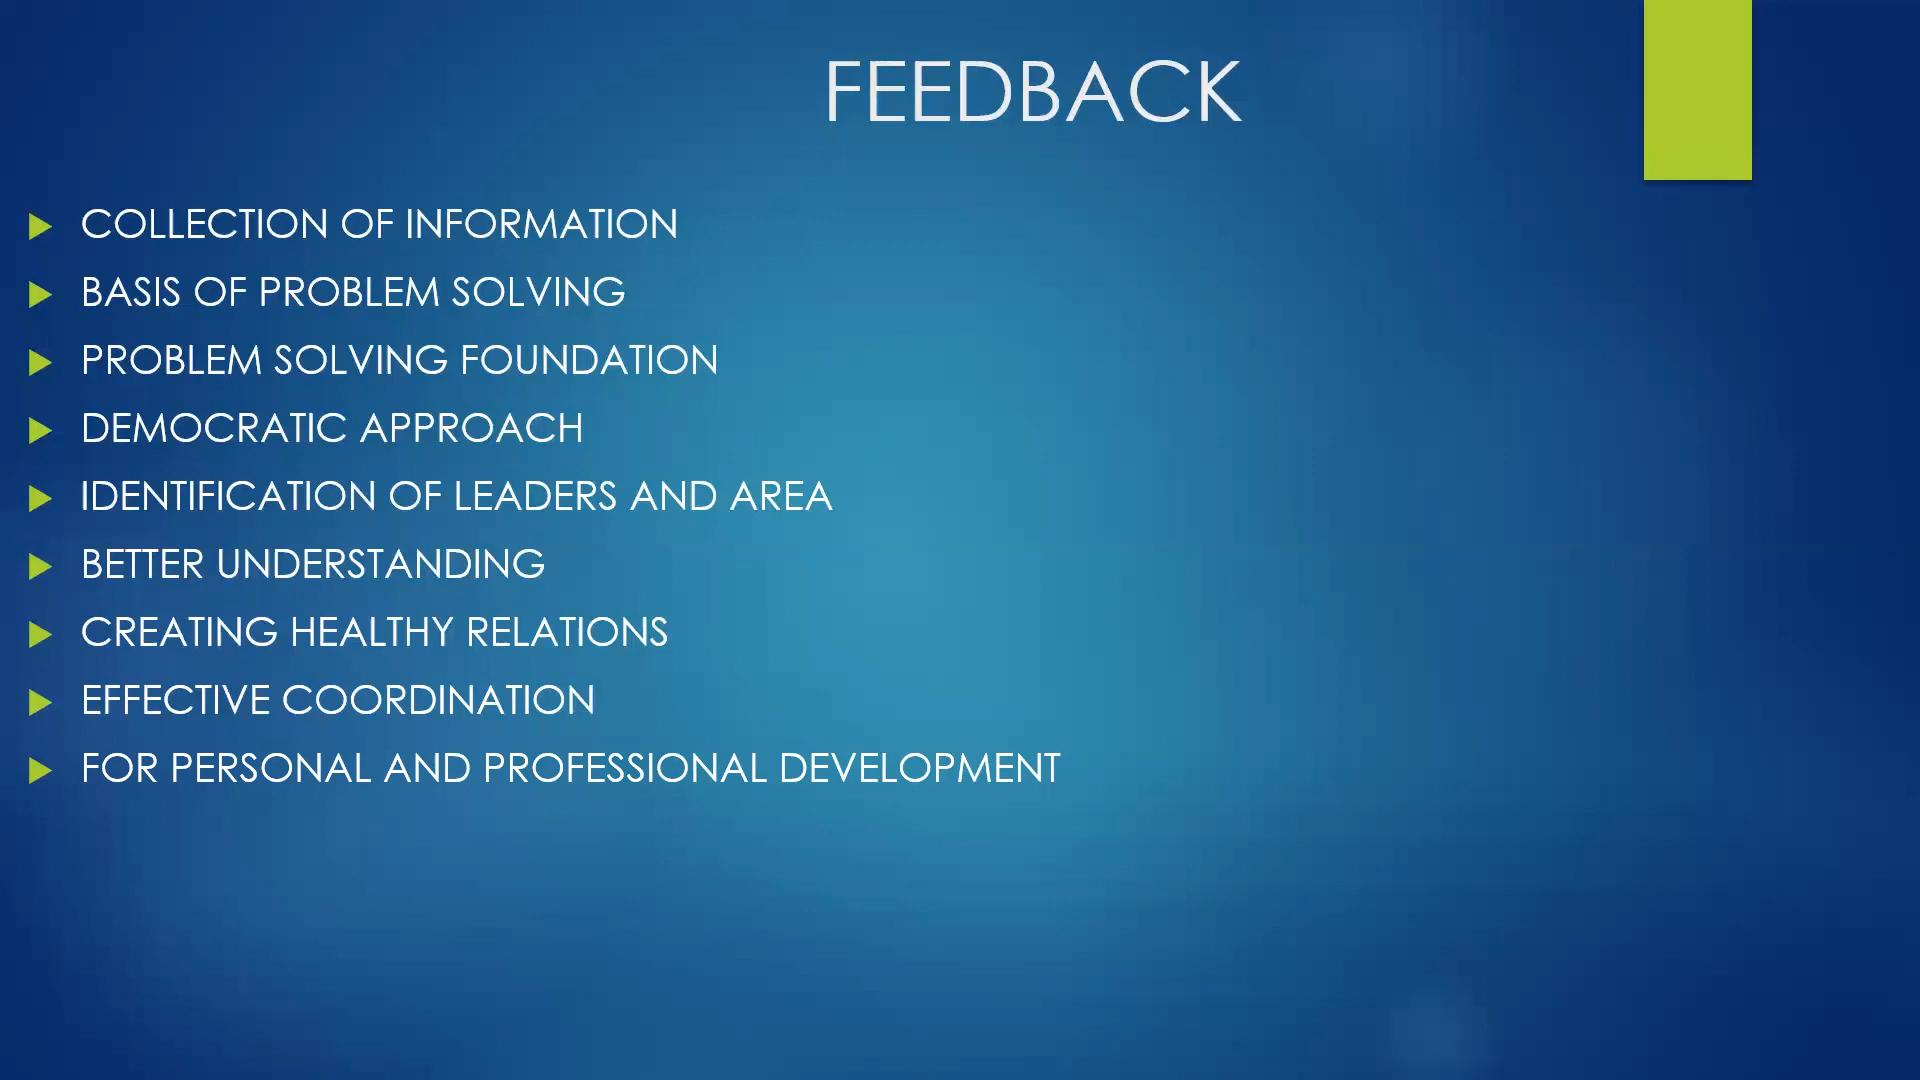 FEEDBACK
COLLECTION OF INFORMATION
BASIS OF PROBLEM SOLVING
PROBLEM SOLVING FOUNDATION
DEMOCRATIC APPROACH
IDENTIFICATION OF LEADERS AND AREA
BETTER UNDERSTANDING
CREATING HEALTHY RELATIONS
EFFECTIVE COORDINATION
FOR PERSONAL AND PROFESSIONAL DEVELOPMENT